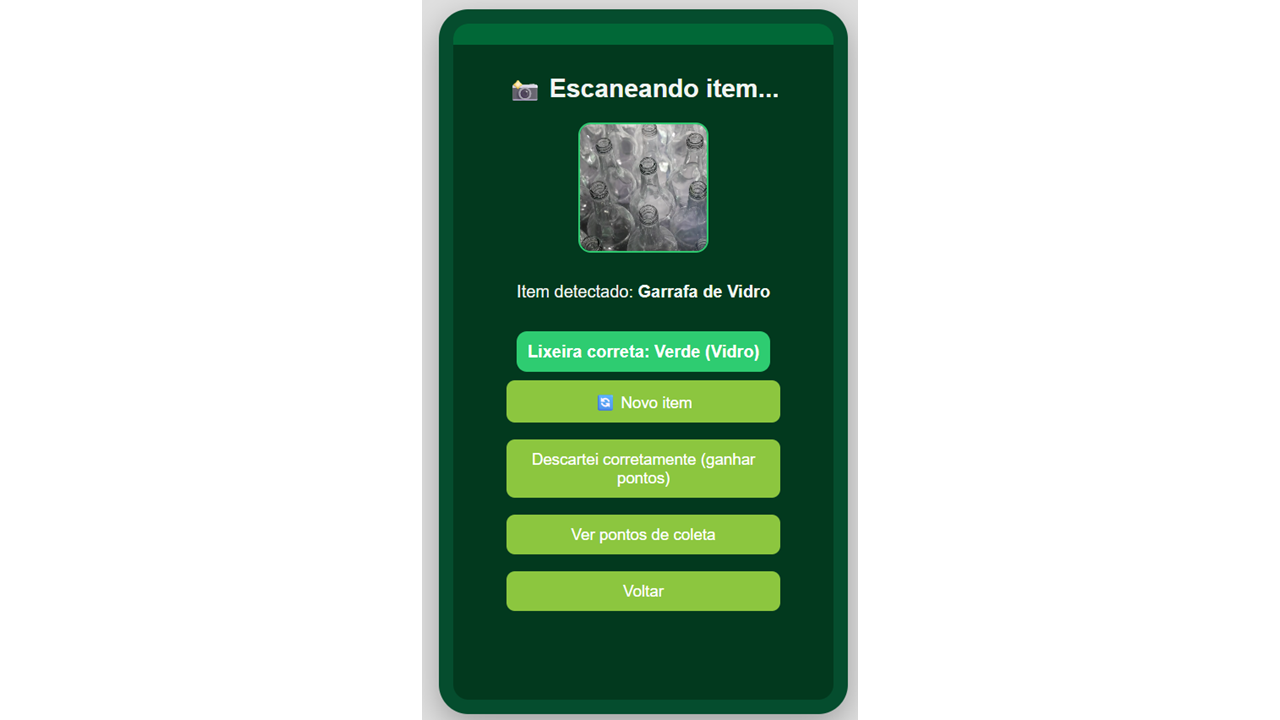 Escaneando item...
Item detectado: Garrafa de Vidro
Lixeira correta: Verde (Vidro)
Novo item
Descartei corretamente (ganhar
pontos)
Ver pontos de coleta
Voltar